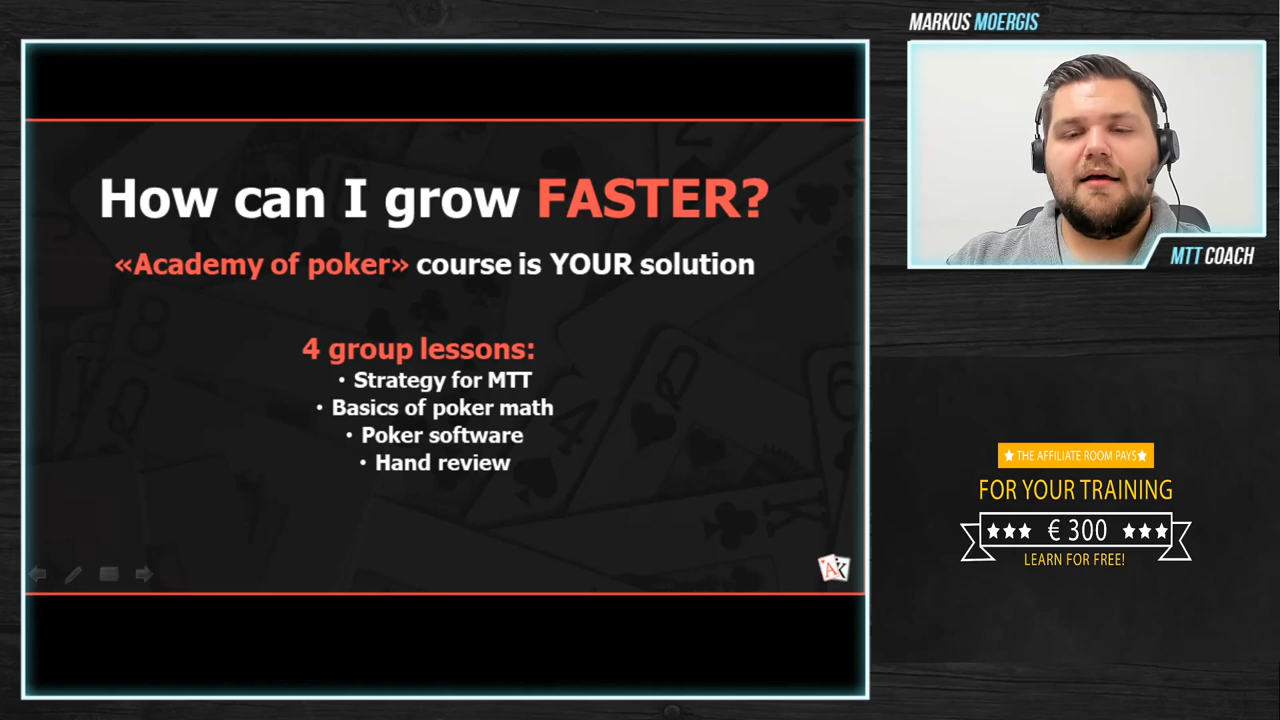 MARKUS MOERGIS
How can I grow FASTER?
«Academy of poker» course is YOUR solution
4 group lessons:
• Strategy for MTT
• Basics of poker math
• Poker software
• Hand review
AK
MTT COACH
★ THE AFFILIATE ROOM PAYS★
FOR YOUR TRAINING
★★★ € 300 ★★★
LEARN FOR FREE!